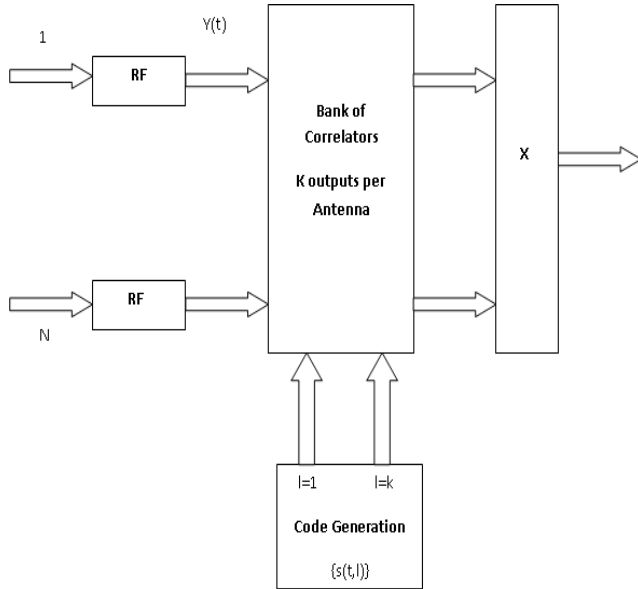 1
Y(t)
RF
Bank of
Correlators
K outputs per
Antenna
X
RF
N
l=1
l=k
Code Generation
{s(t,l)}